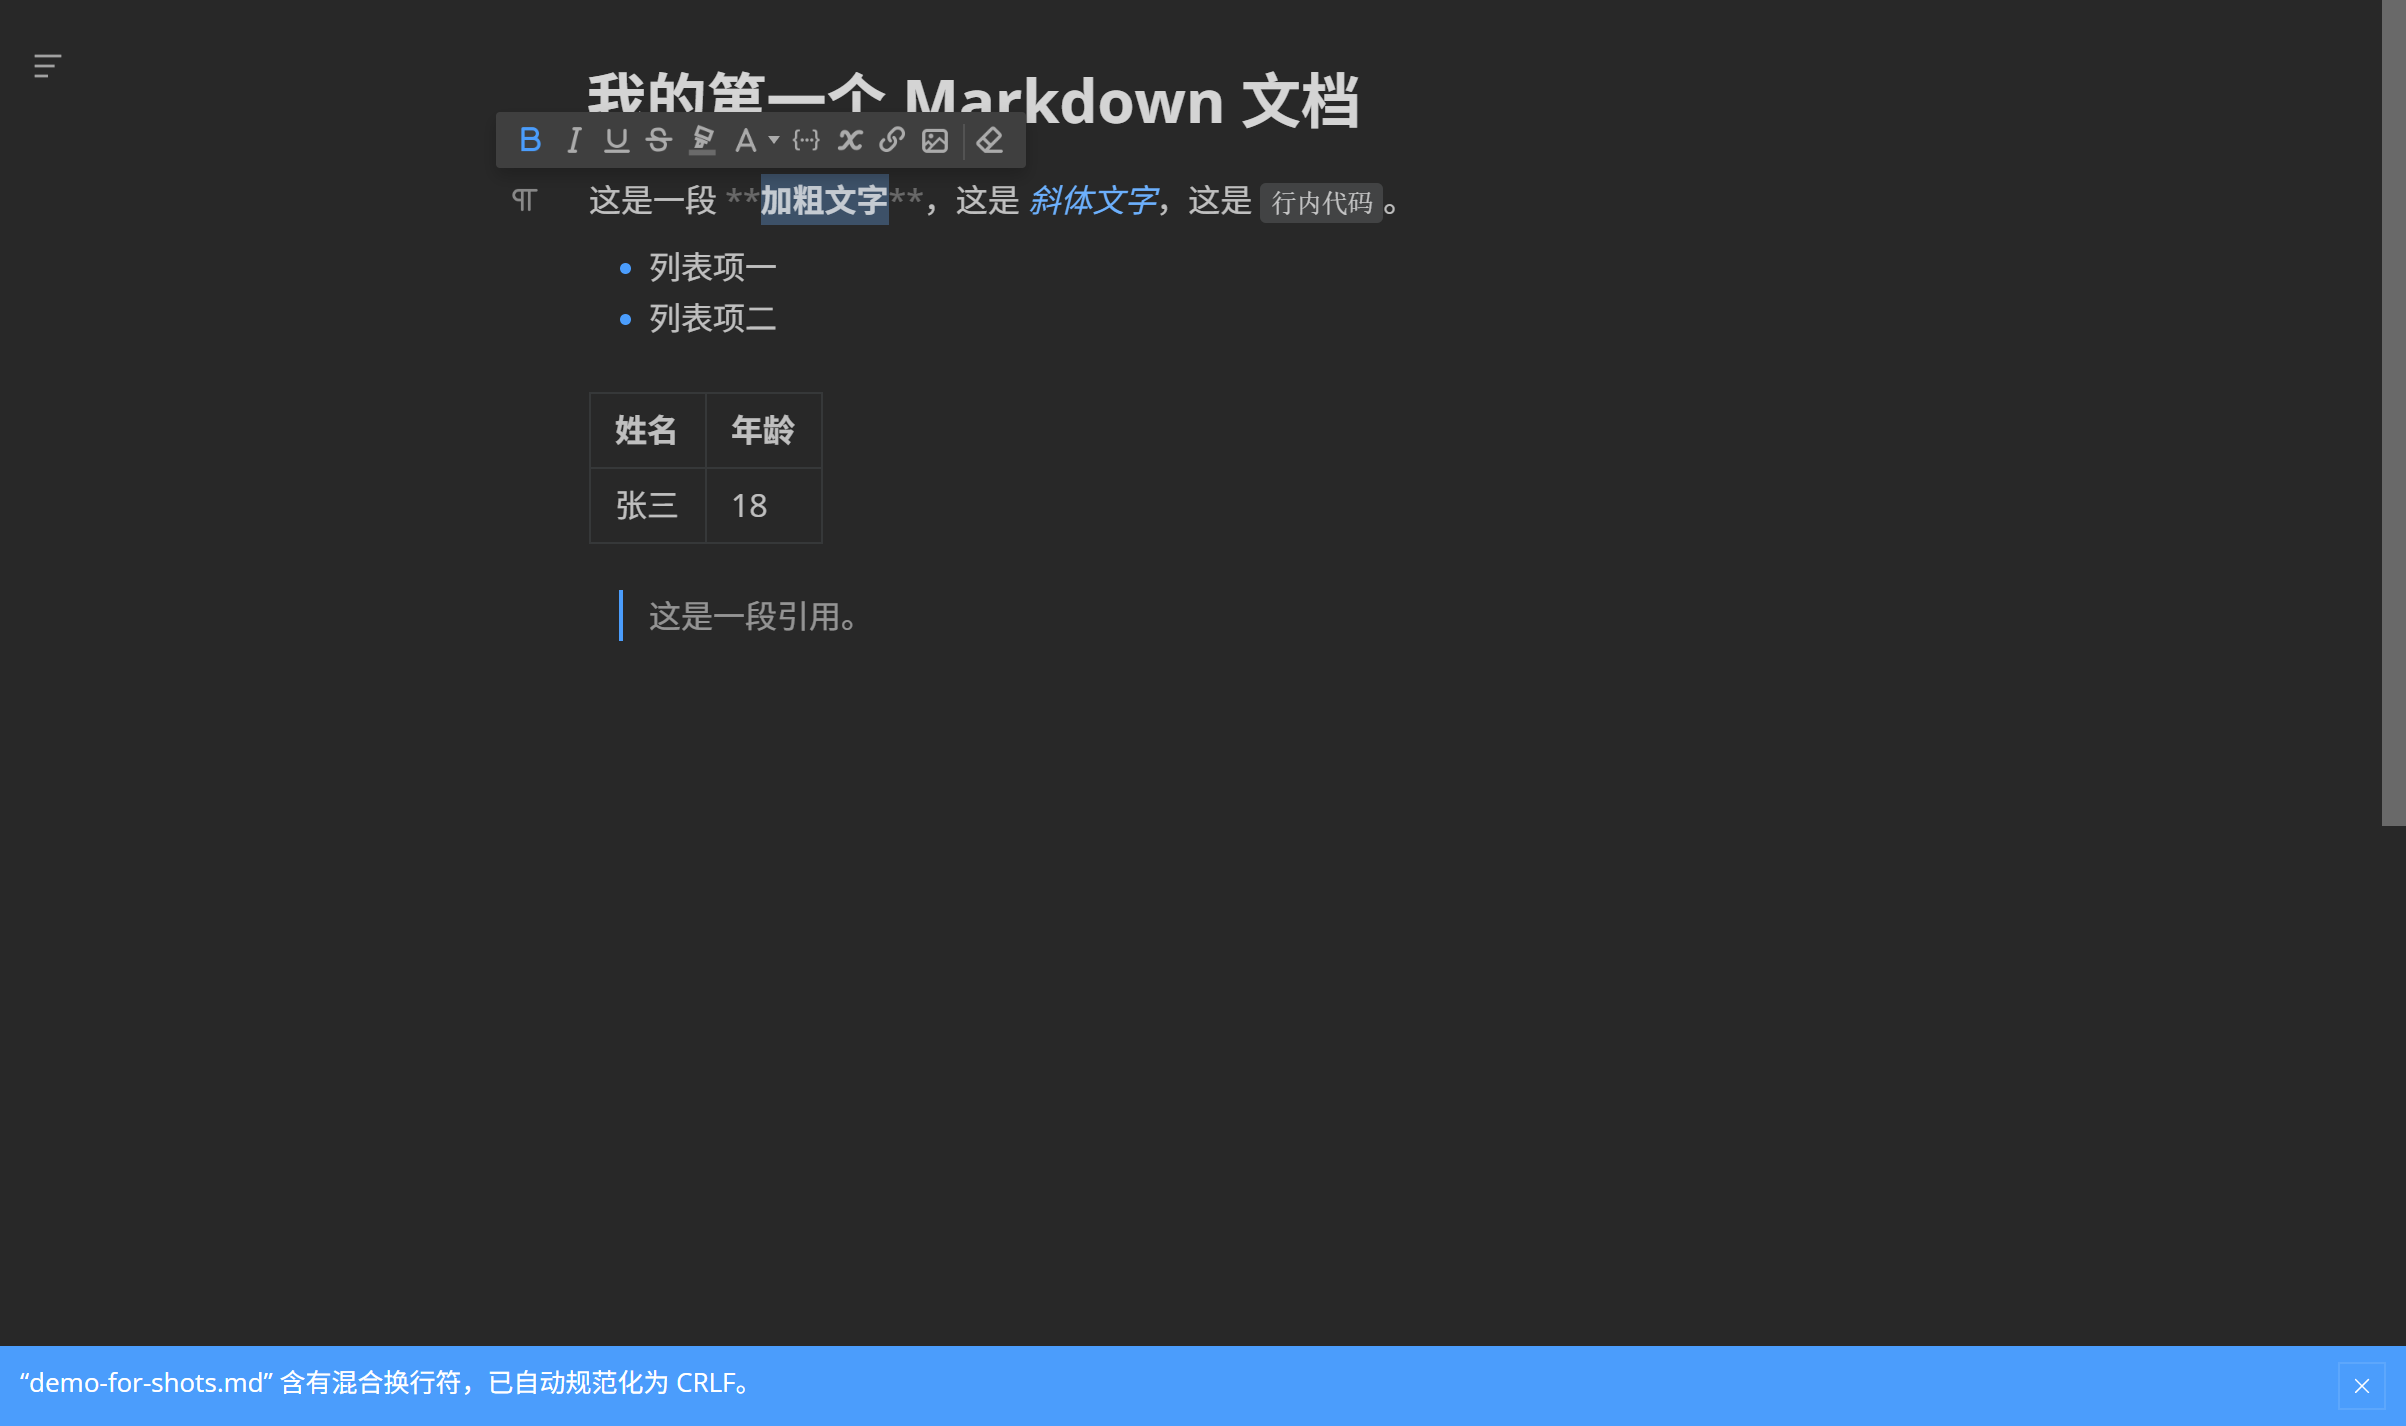 我的第一个 Markdown 文档
这是一段 **加粗文字**，这是 斜体文字，这是 行内代码。
列表项一
列表项二
姓名 年龄
张三 18
这是一段引用。
“demo-for-shots.md” 含有混合换行符，已自动规范化为 CRLF。